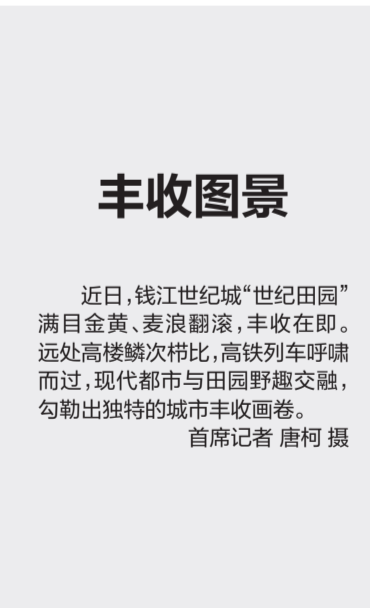 丰收图景
近日，钱江世纪城“世纪田园”
满目金黄、麦浪翻滚，丰收在即。
远处高楼鳞次栉比，高铁列车呼啸
而过，现代都市与田园野趣交融，
勾勒出独特的城市丰收画卷。
首席记者 唐柯 摄